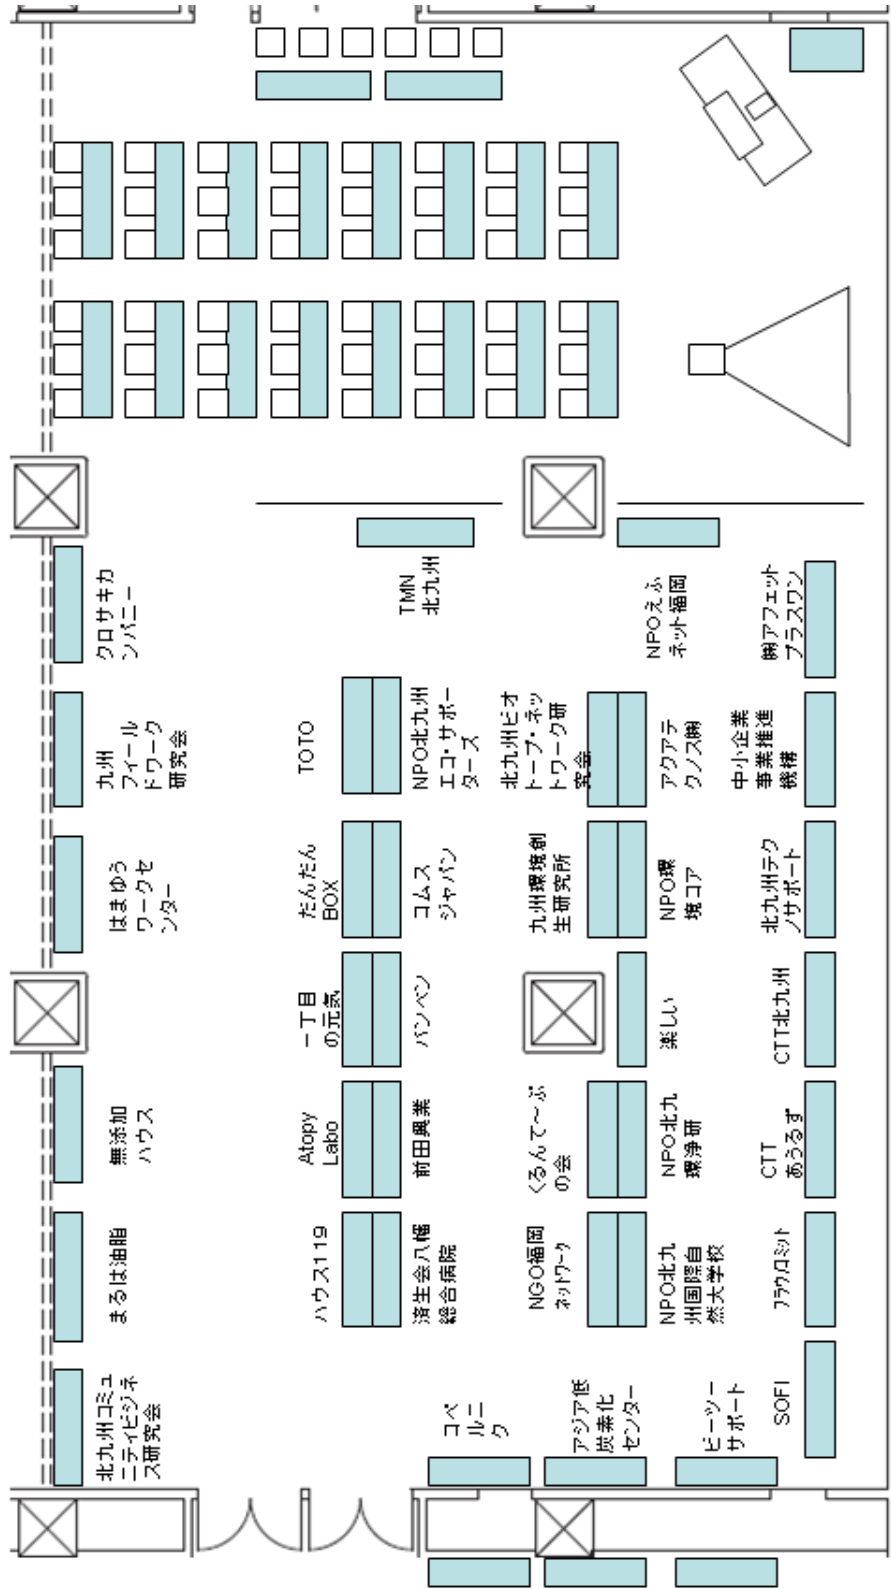 クロサキカ
ンパニー
九州
フィール
ドワーク
研究会
はまゆう
ワークセ
ンター
無添加
ハウス
まるは油脂
北九州コミュ
ニティビジネ
ス研究会
TOTO
だんだん
BOX
一丁目
の元気
Atopy
Labo
ハウス119
TMN
北九州
NPO北九州
エコ・サポー
ターズ
コムス
ジャパン
バンベン
前田興業
済生会八幡
総合病院
コペ
ルニ
ク
北九州ビオ
トープ・ネッ
トワーク研
究会
九州環境創
生研究所
くるんて～ぷ
の会
NGO福岡
ネットワーク
アジア低
炭素化
センター
NPOえふ
ネット福岡
アクアテ
クノス㈱
NPO環
境コア
楽しい
NPO北九
環浄研
NPO北九
州国際自
然大学校
ビーツー
サポート
㈱アフェット
プラスワン
中小企業
事業推進
機構
北九州テク
ノサポート
CTT北九州
CTT
あうるず
フラウパミット
SOFI